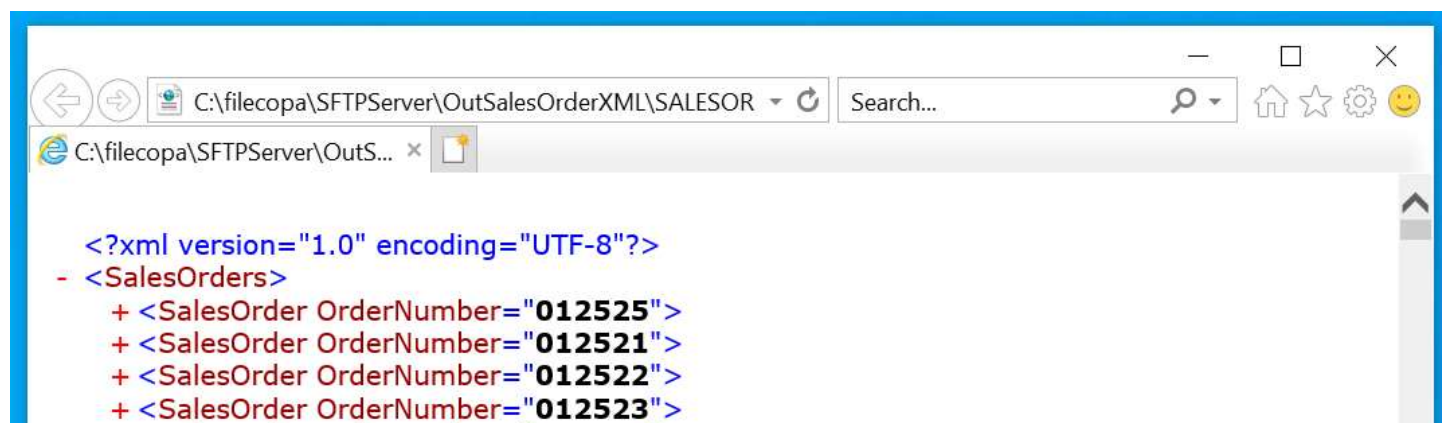 C:\filecopa\SFTPServer\OutSalesOrderXML\SALESOR
Search...
C:\filecopa\SFTPServer\OutS...
<?xml version="1.0" encoding="UTF-8"?>
- <SalesOrders>
+ <SalesOrder OrderNumber="012525">
+ <SalesOrder OrderNumber="012521">
+ <SalesOrder OrderNumber="012522">
+ <SalesOrder OrderNumber="012523">